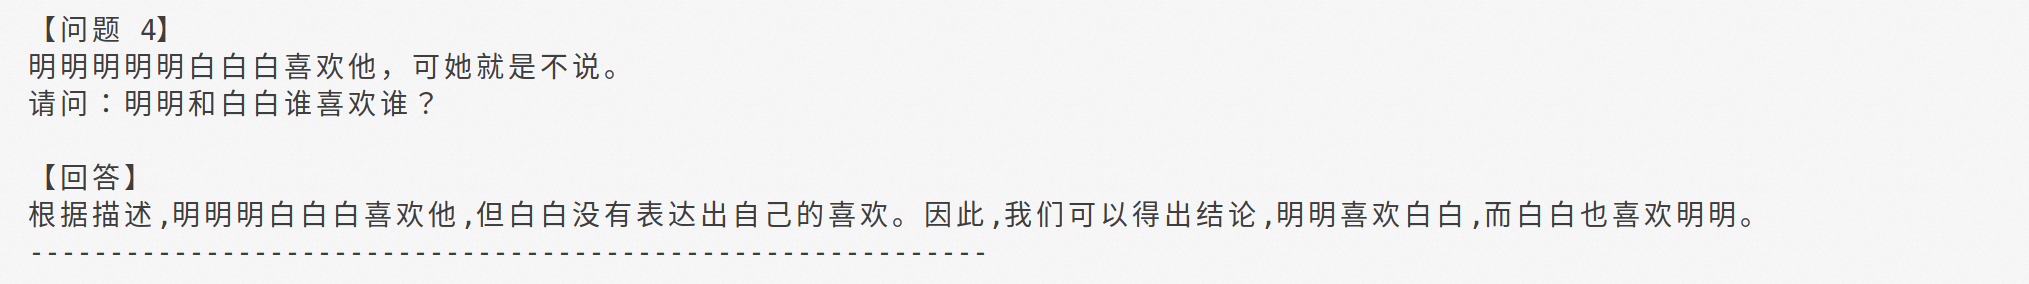 【问题 4】
明明明明明白白白喜欢他，可她就是不说。
请问：明明和白白谁喜欢谁？
【回答】
根据描述,明明明白白白喜欢他,但白白没有表达出自己的喜欢。因此,我们可以得出结论,明明喜欢白白,而白白也喜欢明明。
------------------------------------------------------------